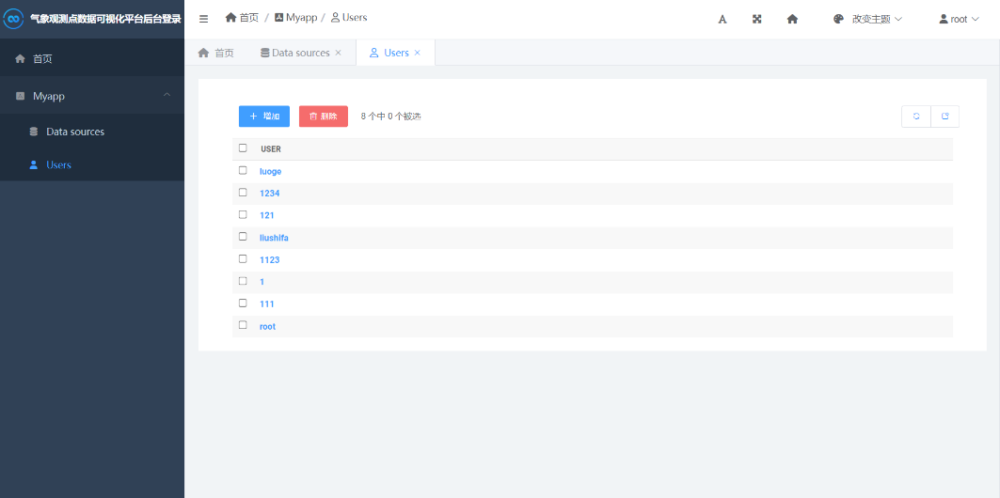 气象观测点数据可视化平台后台登录
首页 / Myapp / Users
改变主题
root
首页
Data sources
Users
首页
Myapp
Data sources
Users
增加
删除
8 个中 0 个被选
USER
luoge
1234
121
liushifa
1123
1
111
root